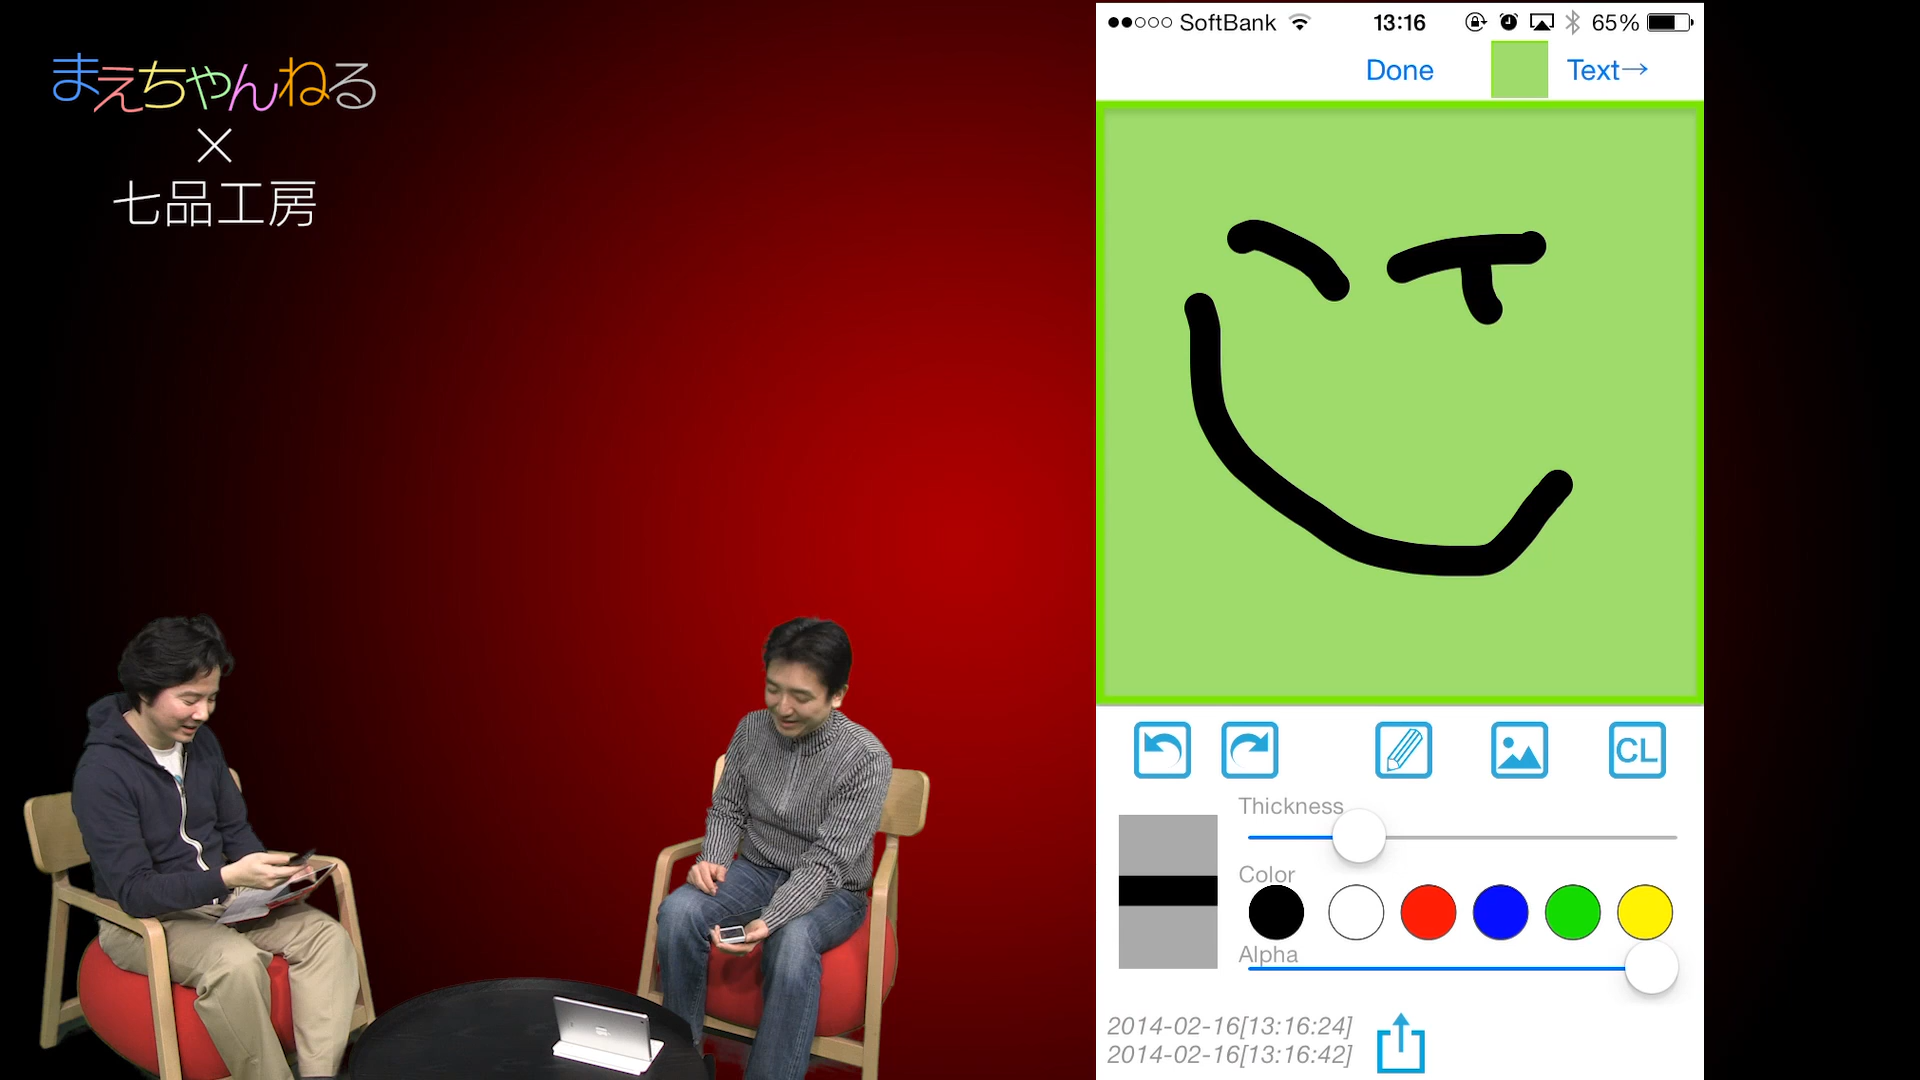 まえちゃんねる
×
七品工房
SoftBank 13:16 65%
Done Text→
CL
Thickness
Color
Alpha
2014-02-16[13:16:24]
2014-02-16[13:16:42]